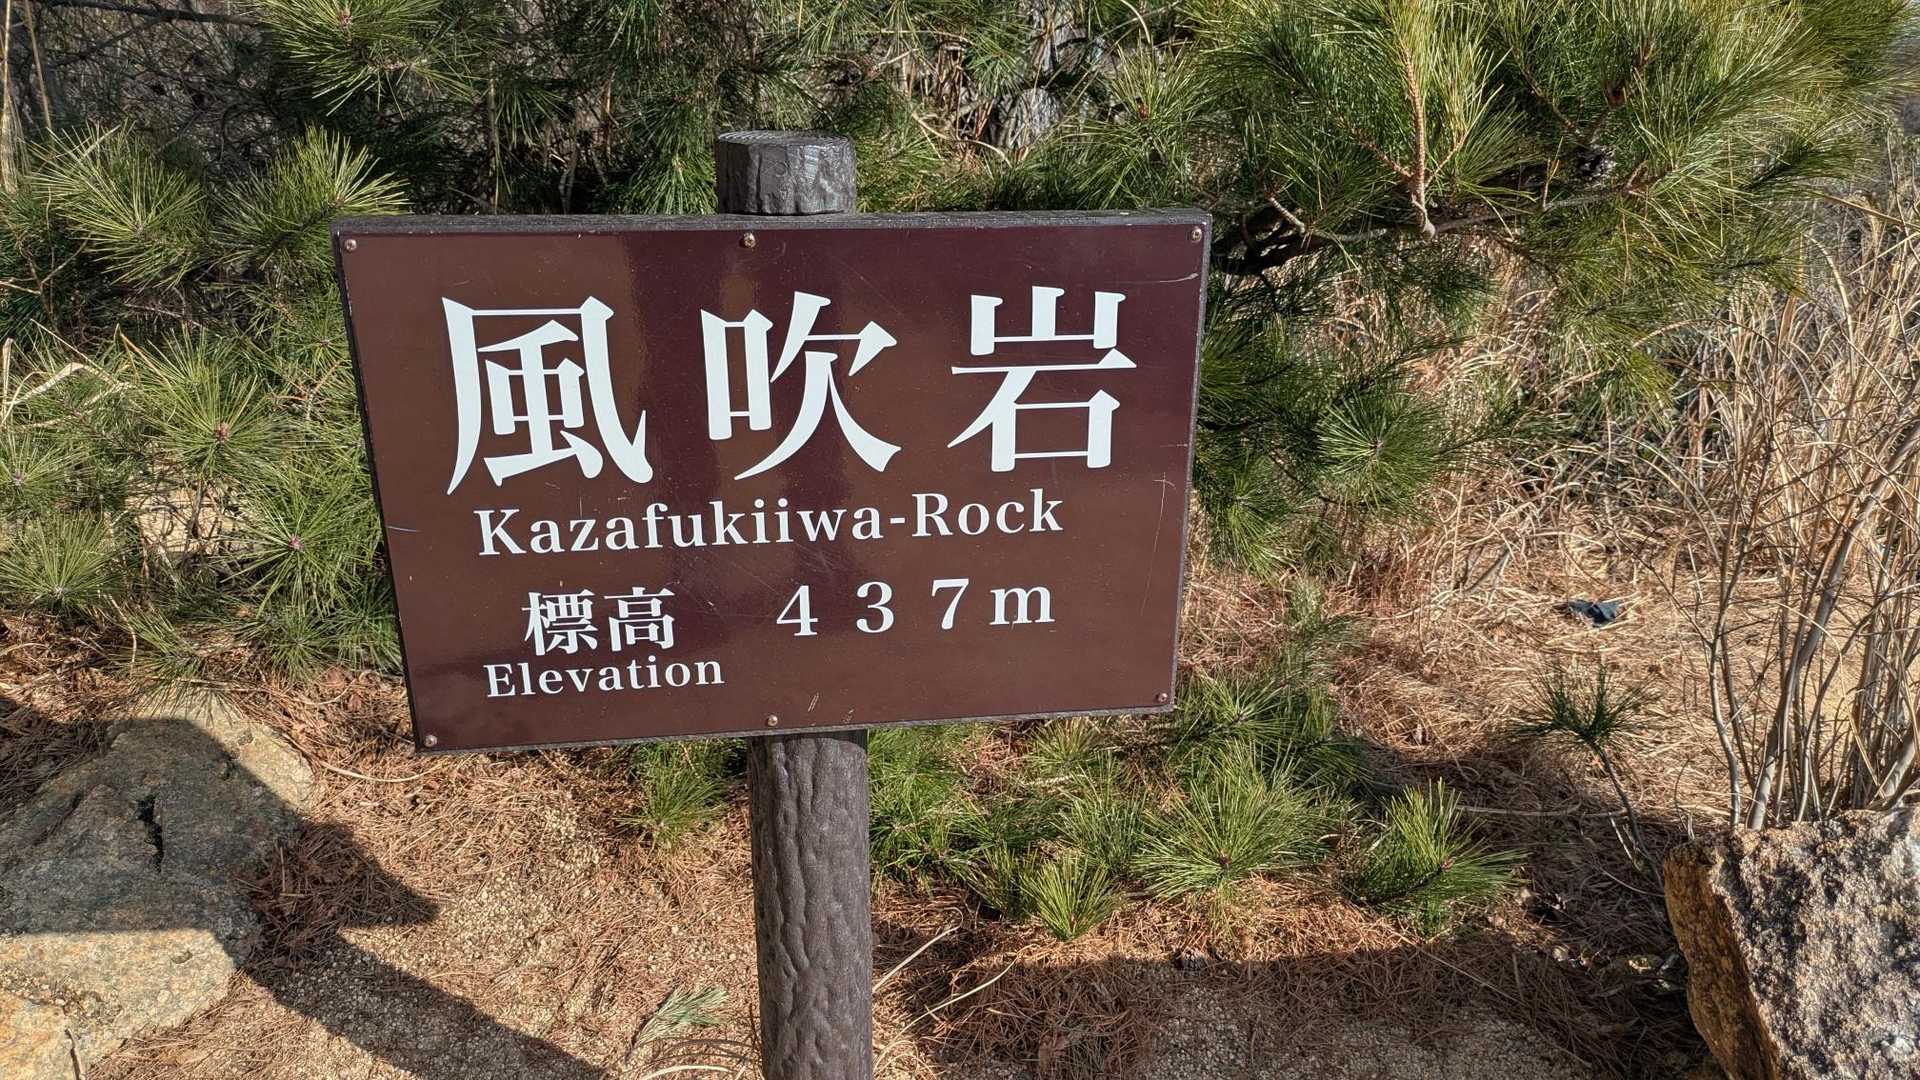 風吹岩
Kazafukiiwa-Rock
標高　４３７ｍ
Elevation